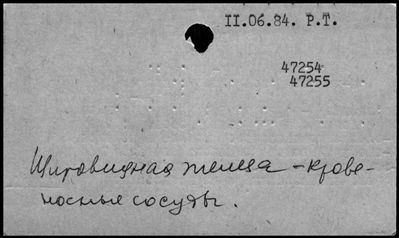 II.06.84. Р.Т.
47254
47255
Щитовидная железа – крове-
носные сосуды.